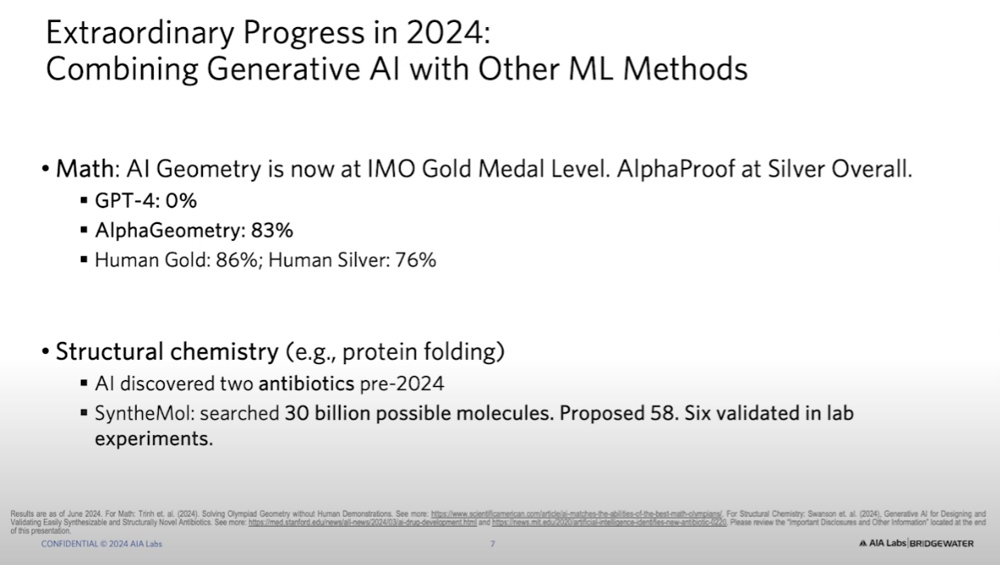 Extraordinary Progress in 2024:
Combining Generative AI with Other ML Methods
• Math: AI Geometry is now at IMO Gold Medal Level. AlphaProof at Silver Overall.
▪ GPT-4: 0%
▪ AlphaGeometry: 83%
▪ Human Gold: 86%; Human Silver: 76%
• Structural chemistry (e.g., protein folding)
▪ AI discovered two antibiotics pre-2024
▪ SyntheMol: searched 30 billion possible molecules. Proposed 58. Six validated in lab
experiments.
Results are as of June 2024. For Math: Trinh et. al. (2024). Solving Olympiad Geometry without Human Demonstrations. See more: https://www.scientificamerican.com/article/ai-matches-the-abilities-of-the-best-math-olympians/. For Structural Chemistry: Swanson et. al. (2024), Generative AI for Designing and
Validating Easily Synthesizable and Structurally Novel Antibiotics. See more: https://med.stanford.edu/news/all-news/2024/03/ai-drug-development.html and https://news.mit.edu/2020/artificial-intelligence-identifies-new-antibiotic-0220. Please review the "Important Disclosures and Other Information" located at the end
of this presentation.
CONFIDENTIAL © 2024 AIA Labs
7
AIA Labs|BRIDGEWATER